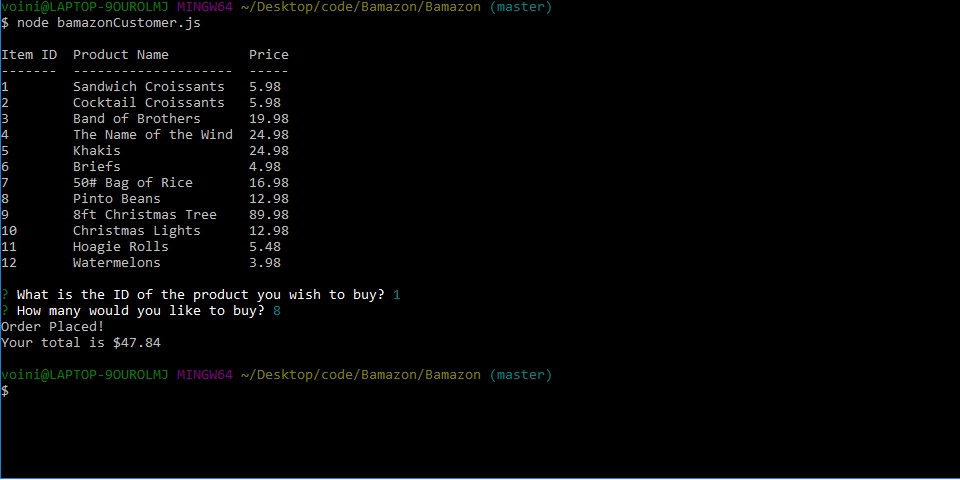 voini@LAPTOP-9OUROLMJ MINGW64 ~/Desktop/code/Bamazon/Bamazon (master)
$ node bamazonCustomer.js
Item ID  Product Name          Price
-------  --------------------  -----
1        Sandwich Croissants   5.98
2        Cocktail Croissants   5.98
3        Band of Brothers      19.98
4        The Name of the Wind  24.98
5        Khakis                24.98
6        Briefs                4.98
7        50# Bag of Rice       16.98
8        Pinto Beans           12.98
9        8ft Christmas Tree    89.98
10       Christmas Lights      12.98
11       Hoagie Rolls          5.48
12       Watermelons           3.98
? What is the ID of the product you wish to buy? 1
? How many would you like to buy? 8
Order Placed!
Your total is $47.84
voini@LAPTOP-9OUROLMJ MINGW64 ~/Desktop/code/Bamazon/Bamazon (master)
$